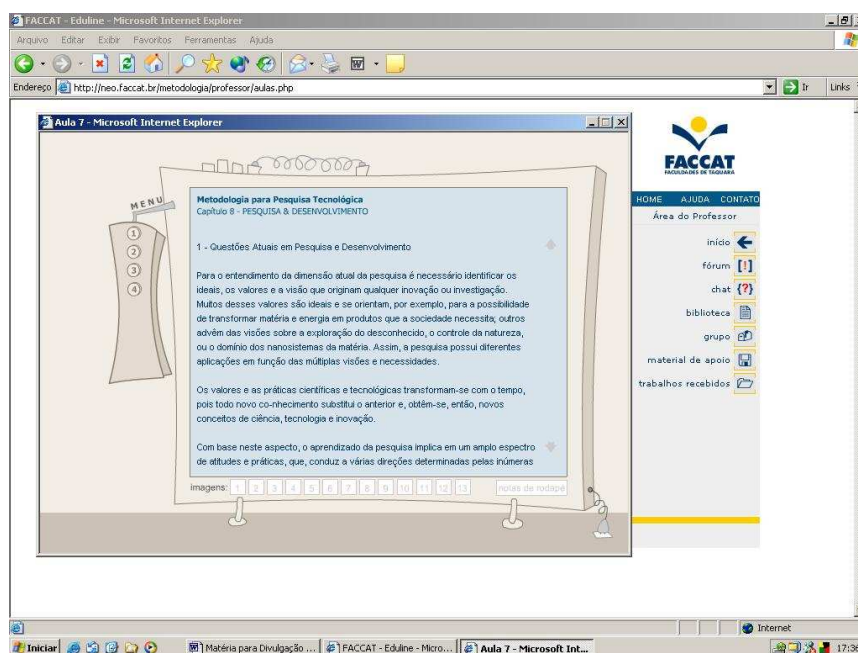 FACCAT - Eduline - Microsoft Internet Explorer
Arquivo Editar Exibir Favoritos Ferramentas Ajuda
Endereço http://neo.faccat.br/metodologia/professor/aulas.php Ir Links
Aula 7 - Microsoft Internet Explorer
MENU
1
2
3
4
Metodologia para Pesquisa Tecnológica
Capítulo 8 - PESQUISA & DESENVOLVIMENTO
1 - Questões Atuais em Pesquisa e Desenvolvimento
Para o entendimento da dimensão atual da pesquisa é necessário identificar os
ideais, os valores e a visão que originam qualquer inovação ou investigação.
Muitos desses valores são ideais e se orientam, por exemplo, para a possibilidade
de transformar matéria e energia em produtos que a sociedade necessita; outros
advêm das visões sobre a exploração do desconhecido, o controle da natureza,
ou o domínio dos nanosistemas da matéria. Assim, a pesquisa possui diferentes
aplicações em função das múltiplas visões e necessidades.
Os valores e as práticas científicas e tecnológicas transformam-se com o tempo,
pois todo novo co-nhecimento substitui o anterior e, obtêm-se, então, novos
conceitos de ciência, tecnologia e inovação.
Com base neste aspecto, o aprendizado da pesquisa implica em um amplo espectro
de atitudes e práticas, que, conduz a várias direções determinadas pelas inúmeras
imagens: 1 2 3 4 5 6 7 8 9 10 11 12 13 notas de rodapé
FACCAT
FACULDADES DE TAQUARA
HOME AJUDA CONTATO
Área do Professor
início
fórum [!]
chat {?}
biblioteca
grupo
material de apoio
trabalhos recebidos
Internet
Iniciar Matéria para Divulgação ... FACCAT - Eduline - Micro... Aula 7 - Microsoft Int...